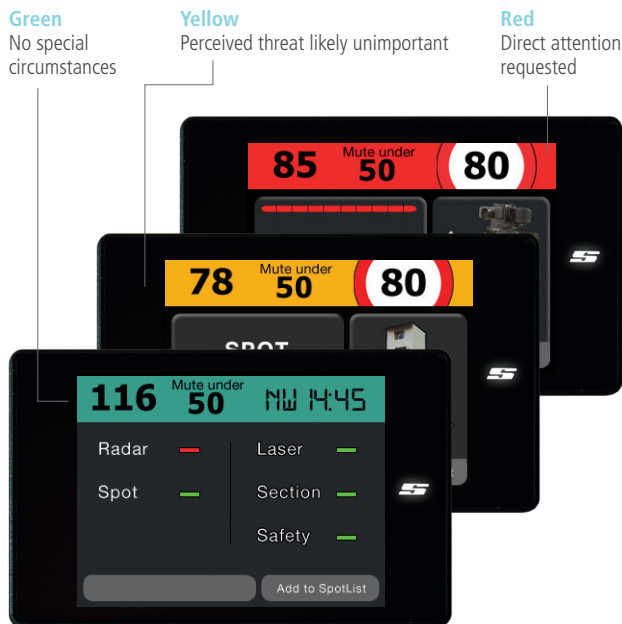 Green
No special
circumstances
Yellow
Perceived threat likely unimportant
Red
Direct attention
requested
85
Mute under
50
80
78
Mute under
50
80
SPOT
116
Mute under
50
NW 14:45
Radar
Laser
Spot
Section
Safety
Add to SpotList